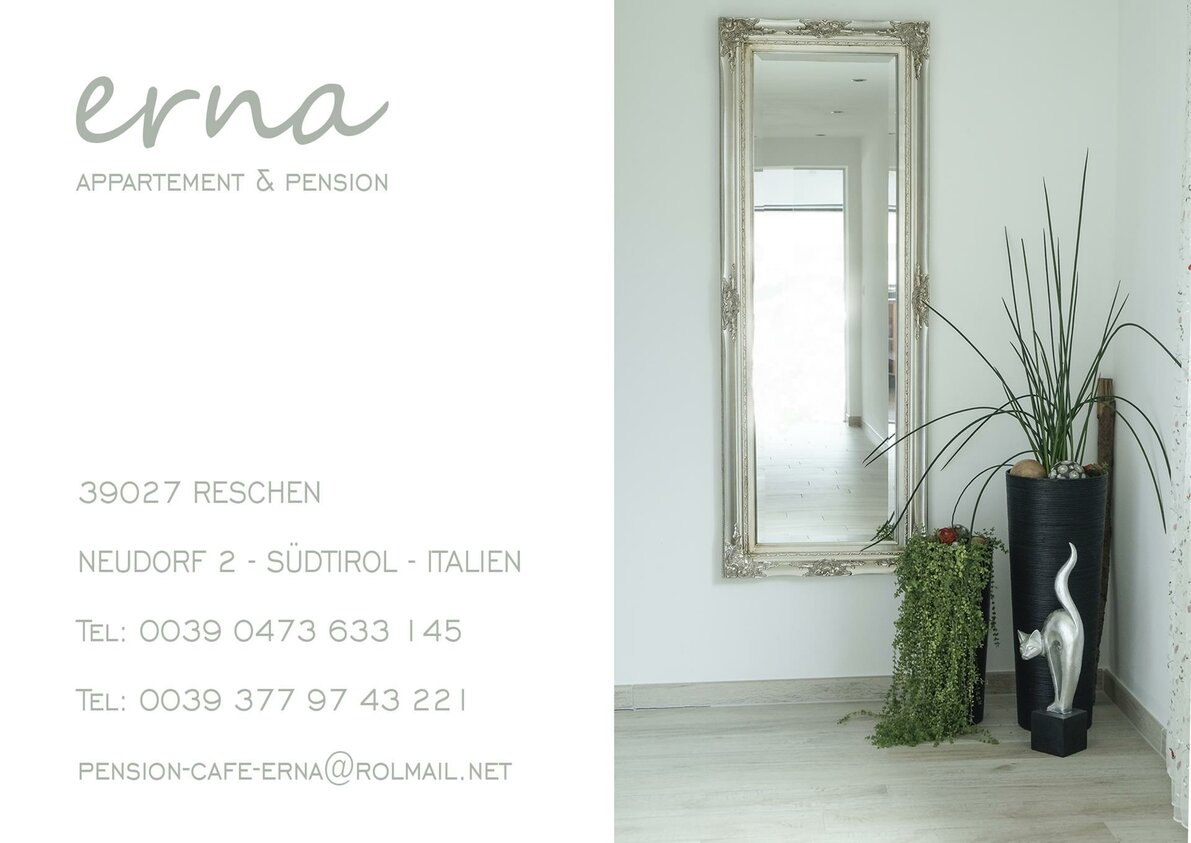 erna
APPARTEMENT & PENSION
39027 RESCHEN
NEUDORF 2 - SÜDTIROL - ITALIEN
TEL: 0039 0473 633 145
TEL: 0039 377 97 43 221
PENSION-CAFE-ERNA@ROLMAIL.NET